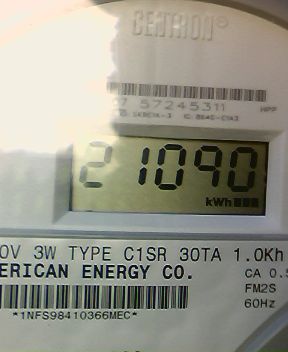 CENTRON®
57245311
HPP
21090
kWh
0V 3W TYPE C1SR 30TA 1.0Kh
ERICAN ENERGY CO.
CA 0.5
FM2S
60Hz
*1NFS98410366MEC*